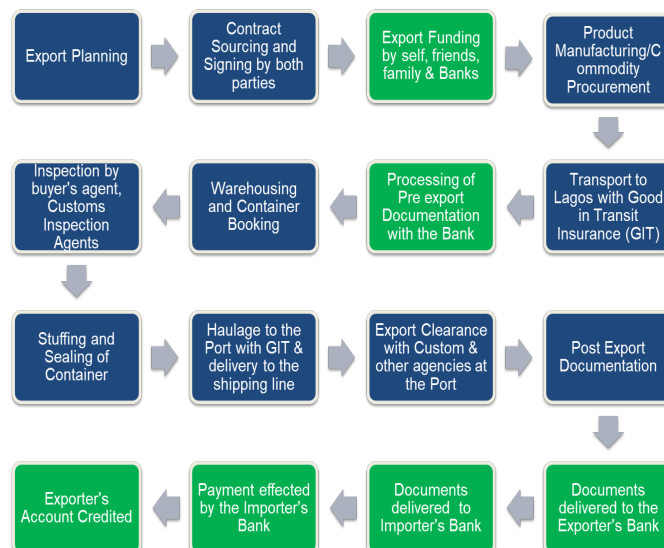 Export Planning
Contract
Sourcing and
Signing by both
parties
Export Funding
by self, friends,
family & Banks
Product
Manufacturing/C
ommodity
Procurement
Transport to
Lagos with Good
in Transit
Insurance (GIT)
Processing of
Pre export
Documentation
with the Bank
Warehousing
and Container
Booking
Inspection by
buyer's agent,
Customs
Inspection
Agents
Stuffing and
Sealing of
Container
Haulage to the
Port with GIT &
delivery to the
shipping line
Export Clearance
with Custom &
other agencies at
the Port
Post Export
Documentation
Documents
delivered to the
Exporter's Bank
Documents
delivered to
Importer's Bank
Payment effected
by the Importer's
Bank
Exporter's
Account Credited